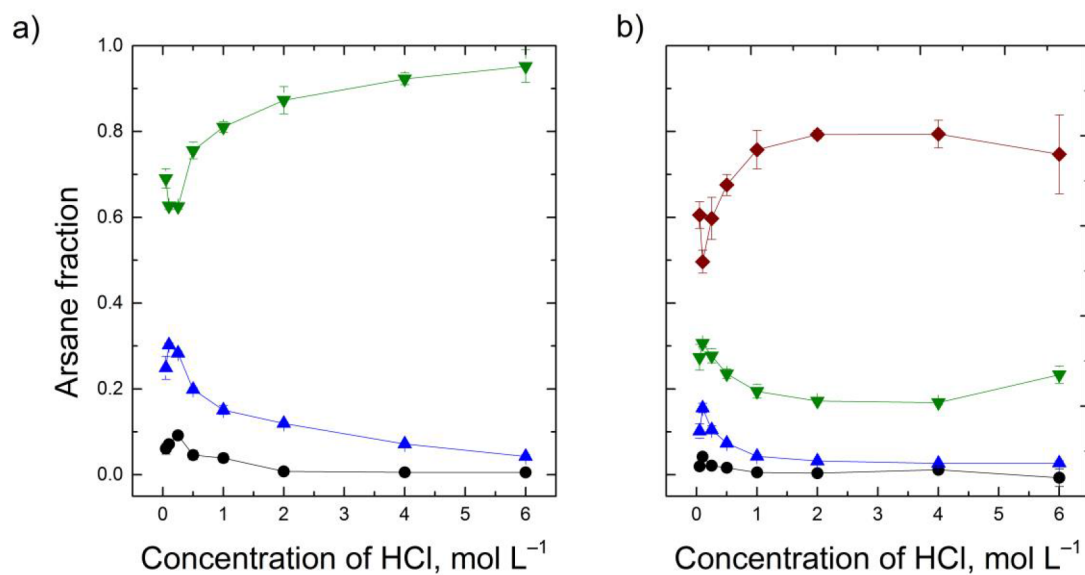 a)
b)
1.0
0.8
0.6
0.4
0.2
0.0
Arsane fraction
0 1 2 3 4 5 6
0 1 2 3 4 5 6
Concentration of HCl, mol L⁻¹
Concentration of HCl, mol L⁻¹